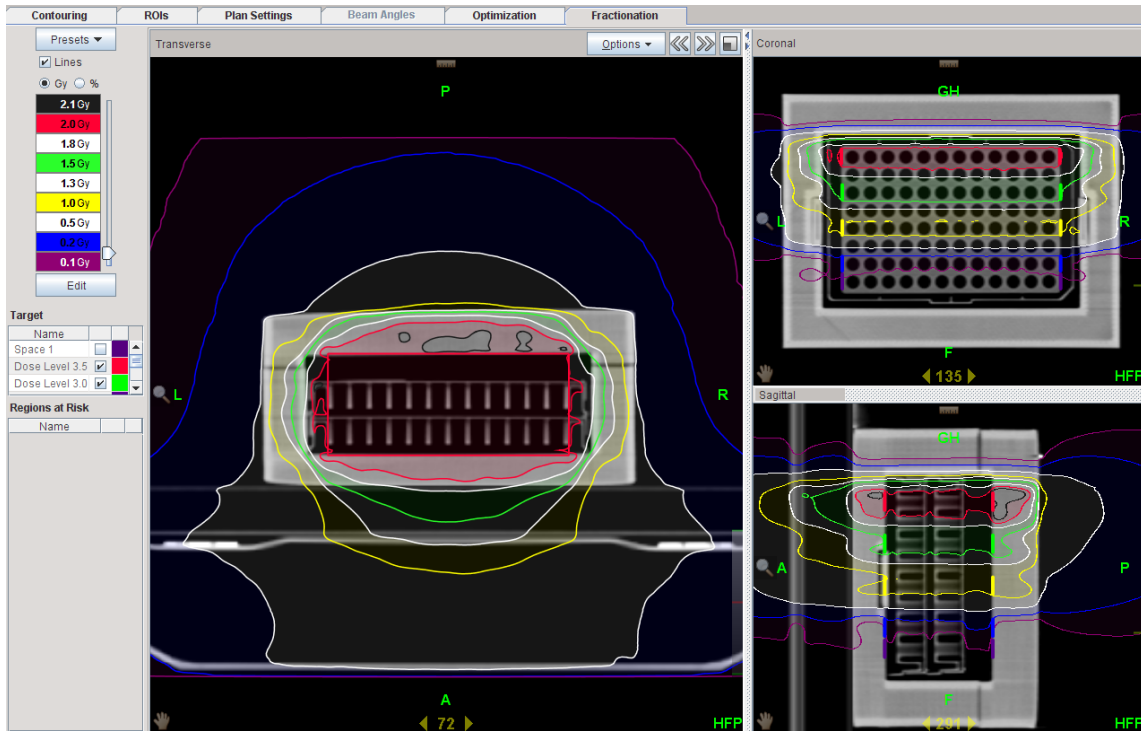 Contouring ROIs Plan Settings Beam Angles Optimization Fractionation
Presets
Lines
Gy %
2.1 Gy
2.0 Gy
1.8 Gy
1.5 Gy
1.3 Gy
1.0 Gy
0.5 Gy
0.2 Gy
0.1 Gy
Edit
Target
Name
Space 1
Dose Level 3.5
Dose Level 3.0
Regions at Risk
Name
Transverse
Options
P
L
R
A
72
HFP
Coronal
GH
L
R
F
135
HFP
Sagittal
GH
A
P
F
291
HFP